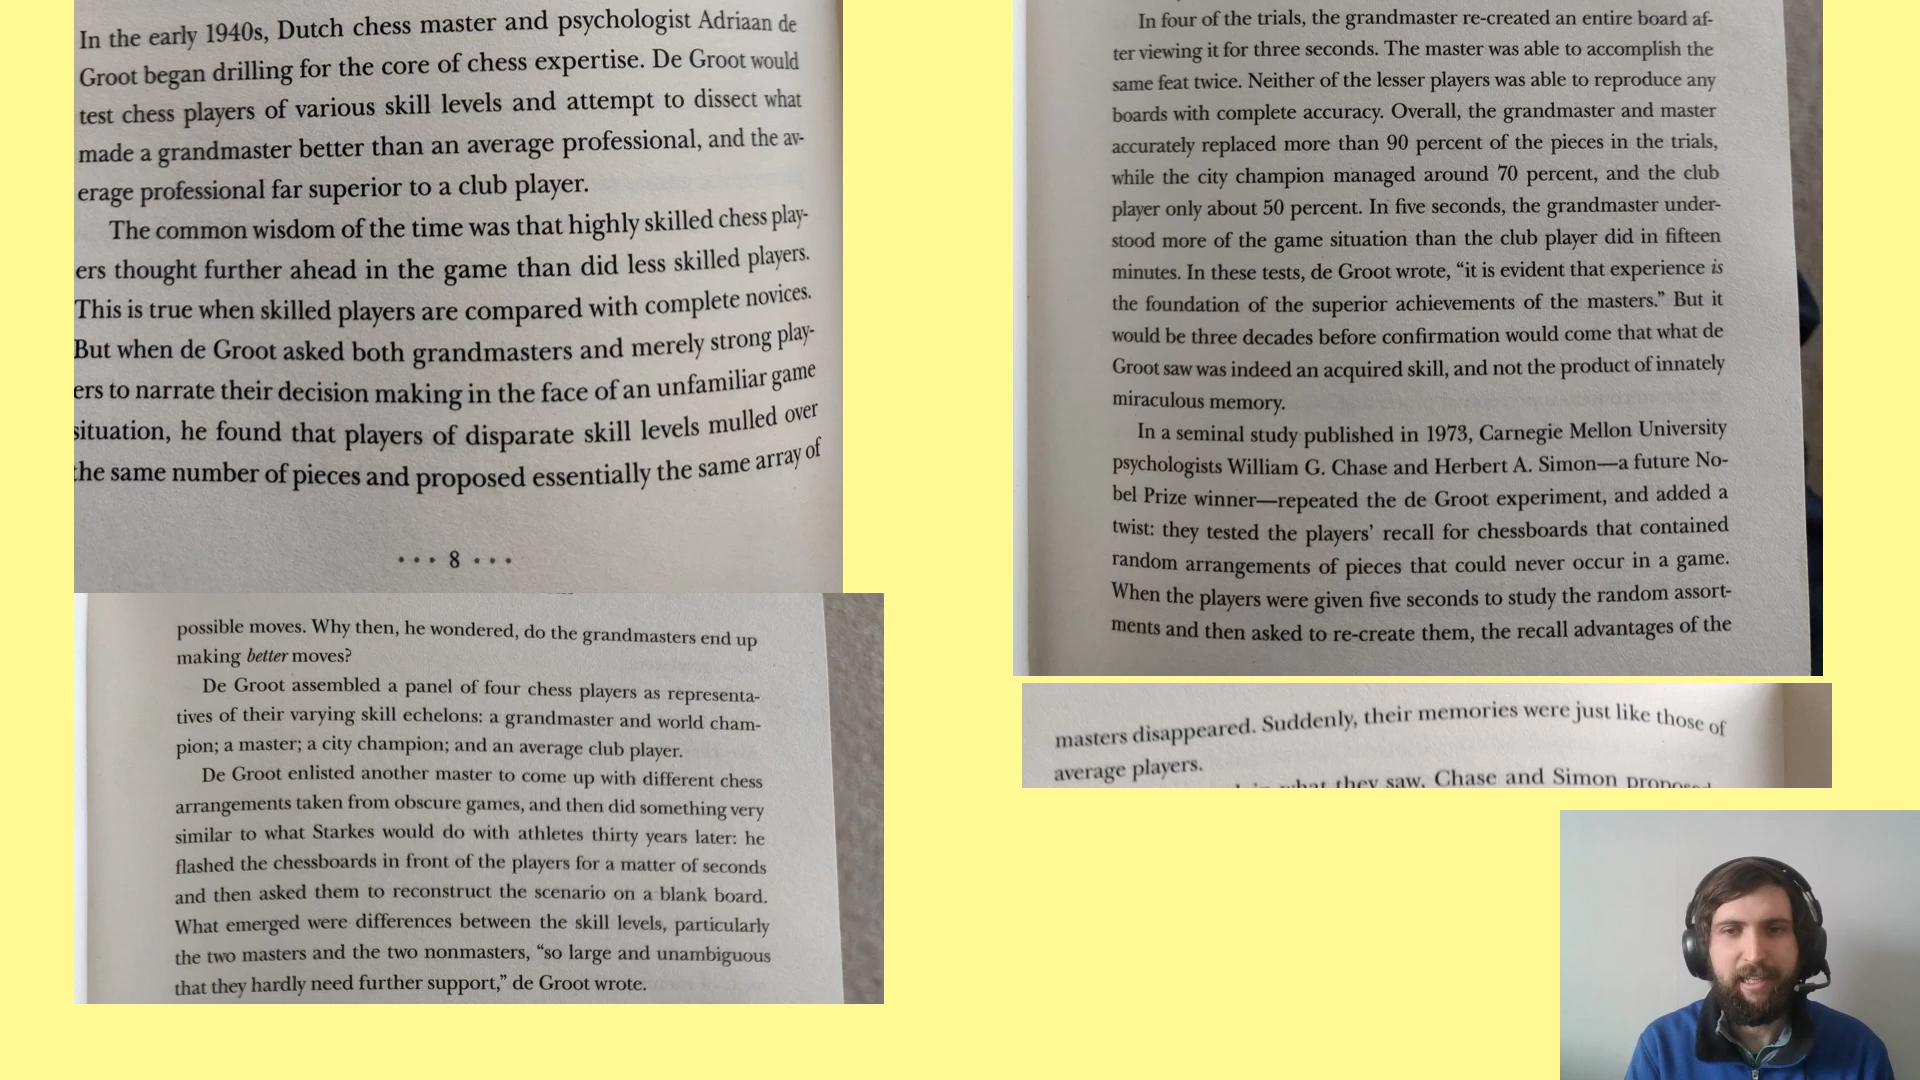 In the early 1940s, Dutch chess master and psychologist Adriaan de
Groot began drilling for the core of chess expertise. De Groot would
test chess players of various skill levels and attempt to dissect what
made a grandmaster better than an average professional, and the av-
erage professional far superior to a club player.
The common wisdom of the time was that highly skilled chess play-
ers thought further ahead in the game than did less skilled players.
This is true when skilled players are compared with complete novices.
But when de Groot asked both grandmasters and merely strong play-
ers to narrate their decision making in the face of an unfamiliar game
situation, he found that players of disparate skill levels mulled over
the same number of pieces and proposed essentially the same array of
• • • 8 • • •
possible moves. Why then, he wondered, do the grandmasters end up
making better moves?
De Groot assembled a panel of four chess players as representa-
tives of their varying skill echelons: a grandmaster and world cham-
pion; a master; a city champion; and an average club player.
De Groot enlisted another master to come up with different chess
arrangements taken from obscure games, and then did something very
similar to what Starkes would do with athletes thirty years later: he
flashed the chessboards in front of the players for a matter of seconds
and then asked them to reconstruct the scenario on a blank board.
What emerged were differences between the skill levels, particularly
the two masters and the two nonmasters, “so large and unambiguous
that they hardly need further support,” de Groot wrote.
In four of the trials, the grandmaster re-created an entire board af-
ter viewing it for three seconds. The master was able to accomplish the
same feat twice. Neither of the lesser players was able to reproduce any
boards with complete accuracy. Overall, the grandmaster and master
accurately replaced more than 90 percent of the pieces in the trials,
while the city champion managed around 70 percent, and the club
player only about 50 percent. In five seconds, the grandmaster under-
stood more of the game situation than the club player did in fifteen
minutes. In these tests, de Groot wrote, “it is evident that experience is
the foundation of the superior achievements of the masters.” But it
would be three decades before confirmation would come that what de
Groot saw was indeed an acquired skill, and not the product of innately
miraculous memory.
In a seminal study published in 1973, Carnegie Mellon University
psychologists William G. Chase and Herbert A. Simon—a future No-
bel Prize winner—repeated the de Groot experiment, and added a
twist: they tested the players’ recall for chessboards that contained
random arrangements of pieces that could never occur in a game.
When the players were given five seconds to study the random assort-
ments and then asked to re-create them, the recall advantages of the
masters disappeared. Suddenly, their memories were just like those of
average players.
what they saw, Chase and Simon proposed